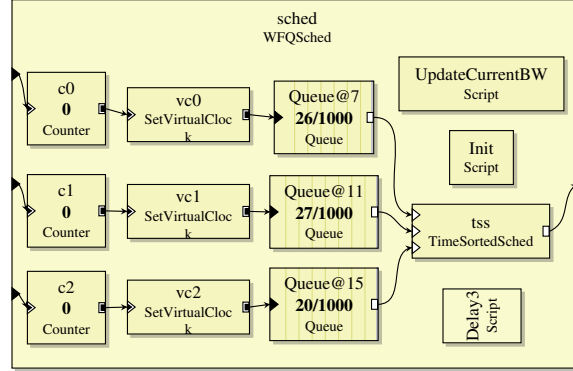 sched
WFQSched
c0
0
Counter
vc0
SetVirtualCloc
k
Queue@7
26/1000
Queue
UpdateCurrentBW
Script
Init
Script
c1
0
Counter
vc1
SetVirtualCloc
k
Queue@11
27/1000
Queue
tss
TimeSortedSched
c2
0
Counter
vc2
SetVirtualCloc
k
Queue@15
20/1000
Queue
Delay3
Script